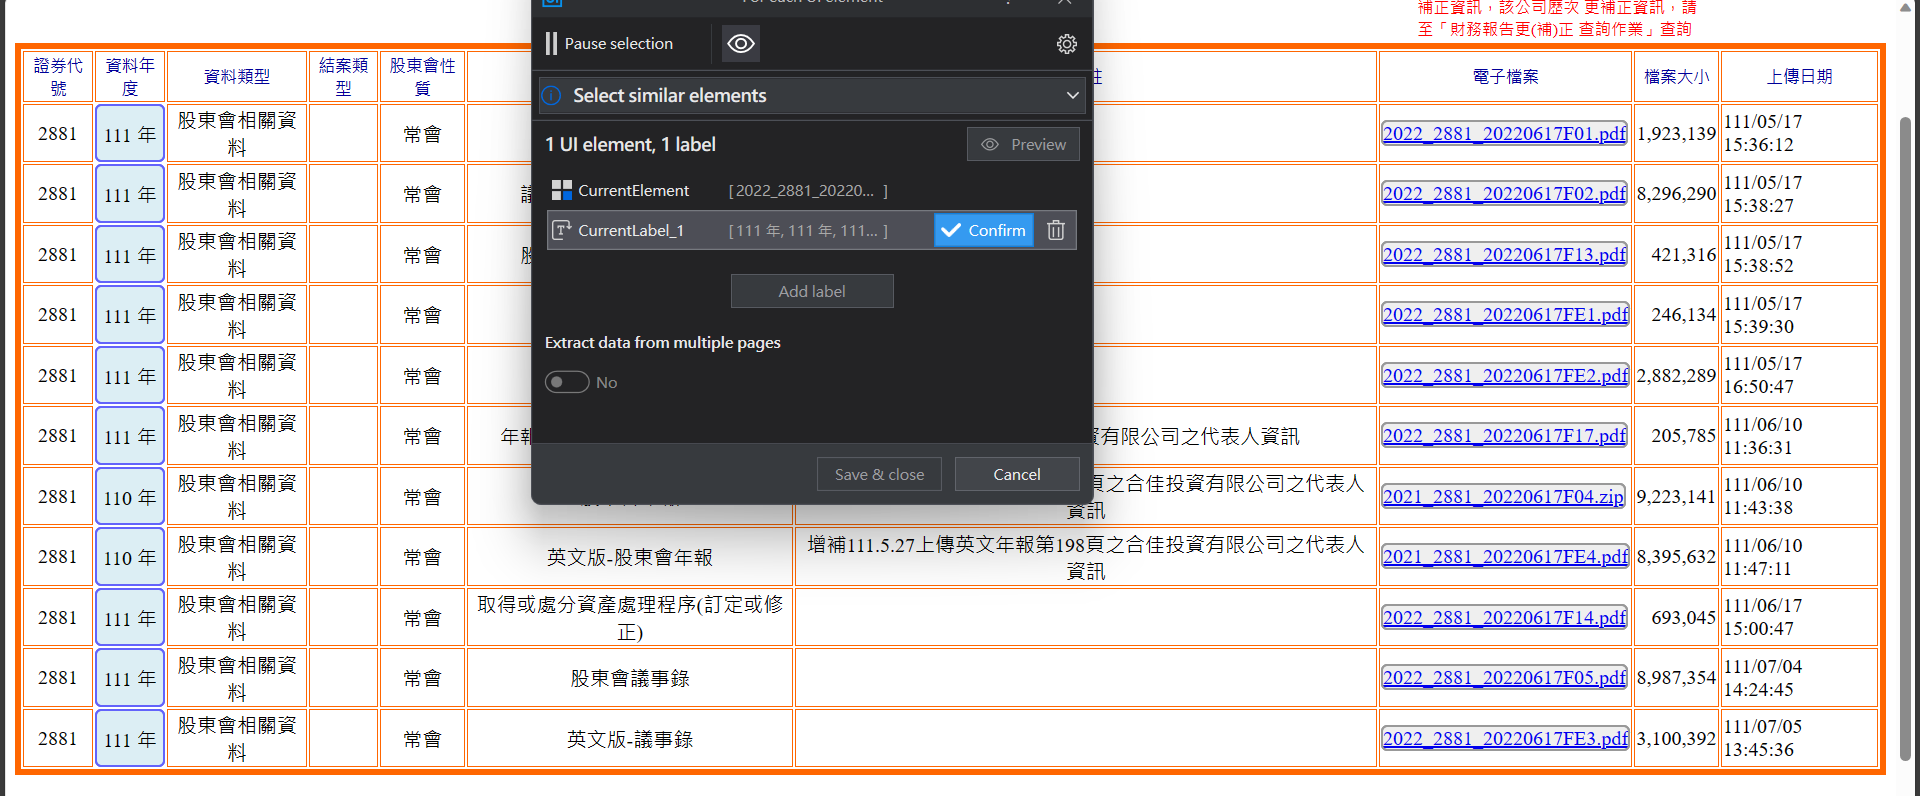 補正資訊，該公司歷次 更補正資訊，請
至「財務報告更(補)正 查詢作業」查詢
Pause selection
Select similar elements
1 UI element, 1 label
Preview
CurrentElement [ 2022_2881_20220... ]
CurrentLabel_1 [ 111 年, 111 年, 111... ] Confirm
Add label
Extract data from multiple pages
No
Save & close Cancel
證券代號 資料年度 資料類型 結案類型 股東會性質 註 電子檔案 檔案大小 上傳日期
2881 111 年 股東會相關資料 常會 2022_2881_20220617F01.pdf 1,923,139 111/05/17 15:36:12
2881 111 年 股東會相關資料 常會 2022_2881_20220617F02.pdf 8,296,290 111/05/17 15:38:27
2881 111 年 股東會相關資料 常會 2022_2881_20220617F13.pdf 421,316 111/05/17 15:38:52
2881 111 年 股東會相關資料 常會 2022_2881_20220617FE1.pdf 246,134 111/05/17 15:39:30
2881 111 年 股東會相關資料 常會 2022_2881_20220617FE2.pdf 2,882,289 111/05/17 16:50:47
2881 111 年 股東會相關資料 常會 年 資有限公司之代表人資訊 2022_2881_20220617F17.pdf 205,785 111/06/10 11:36:31
2881 110 年 股東會相關資料 常會 頁之合佳投資有限公司之代表人資訊 2021_2881_20220617F04.zip 9,223,141 111/06/10 11:43:38
2881 110 年 股東會相關資料 常會 英文版-股東會年報 增補111.5.27上傳英文年報第198頁之合佳投資有限公司之代表人資訊 2021_2881_20220617FE4.pdf 8,395,632 111/06/10 11:47:11
2881 111 年 股東會相關資料 常會 取得或處分資產處理程序(訂定或修正) 2022_2881_20220617F14.pdf 693,045 111/06/17 15:00:47
2881 111 年 股東會相關資料 常會 股東會議事錄 2022_2881_20220617F05.pdf 8,987,354 111/07/04 14:24:45
2881 111 年 股東會相關資料 常會 英文版-議事錄 2022_2881_20220617FE3.pdf 3,100,392 111/07/05 13:45:36